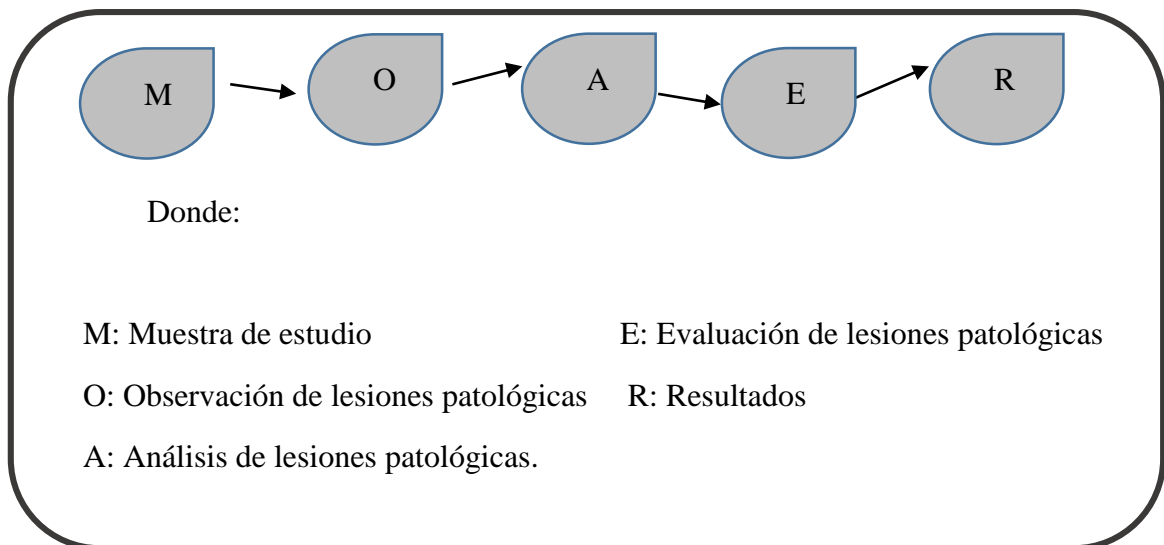 M O A E R
Donde:
M: Muestra de estudio E: Evaluación de lesiones patológicas
O: Observación de lesiones patológicas R: Resultados
A: Análisis de lesiones patológicas.